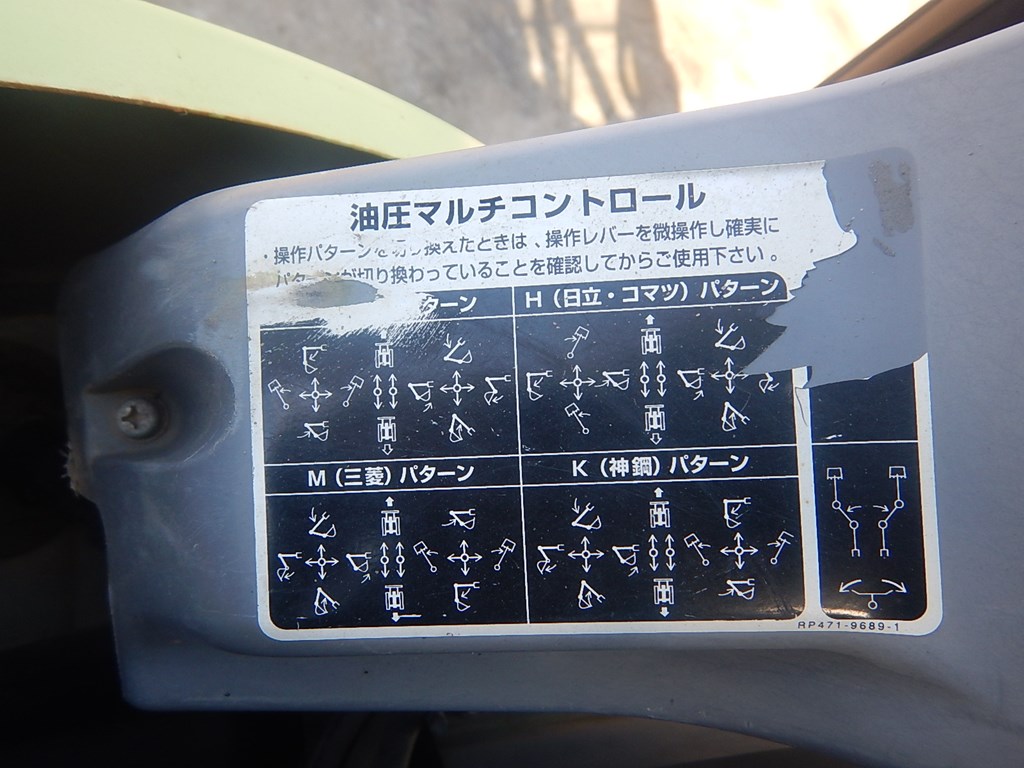 油圧マルチコントロール
・操作パターンを切り換えたときは、操作レバーを微操作し確実に
パターンが切り換わっていることを確認してからご使用下さい。
ターン
H(日立・コマツ)パターン
M(三菱)パターン
K(神鋼)パターン
RP471-9689-1